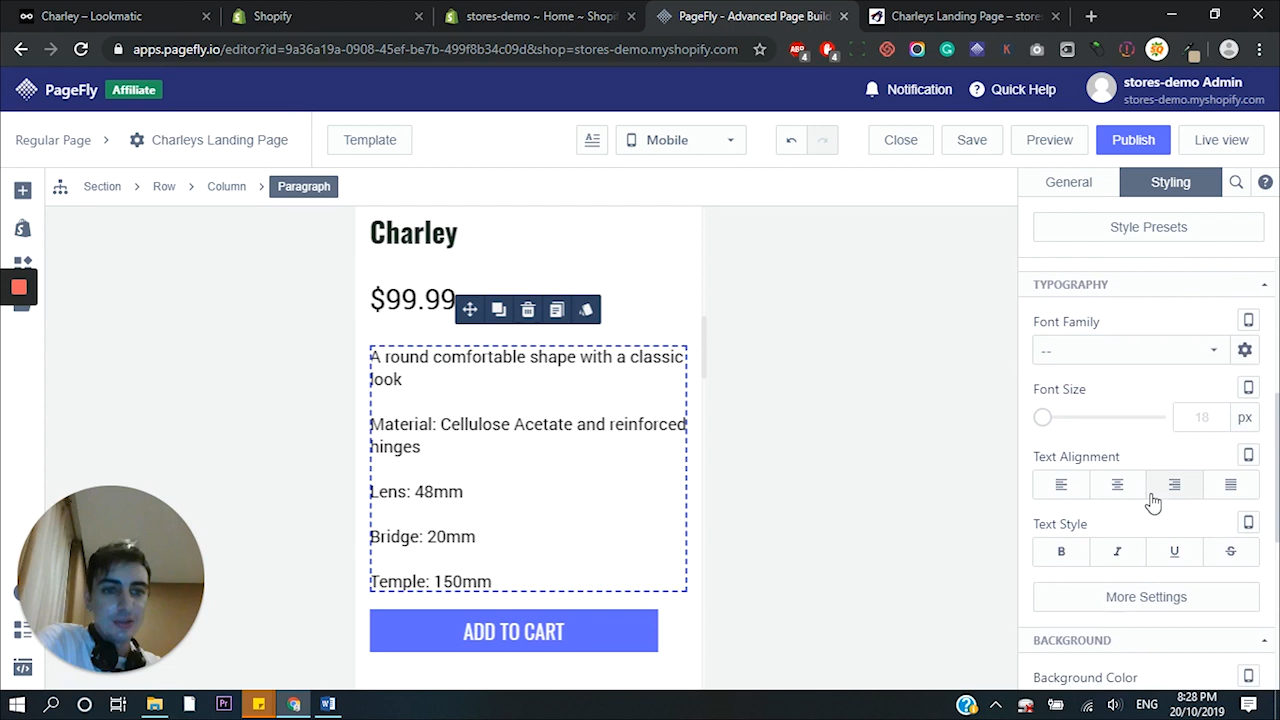 Charley – Lookmatic
Shopify
stores-demo ~ Home ~ Shopif
PageFly - Advanced Page Build
Charleys Landing Page – stores
apps.pagefly.io/editor?id=9a36a19a-0908-45ef-be7b-499f8b34c09d&shop=stores-demo.myshopify.com
4
4
PageFly
Affiliate
Notification
Quick Help
stores-demo Admin
stores-demo.myshopify.com
Regular Page
Charleys Landing Page
Template
Mobile
Close
Save
Preview
Publish
Live view
Section
Row
Column
Paragraph
General
Styling
Style Presets
Charley
$99.99
A round comfortable shape with a classic
look
Material: Cellulose Acetate and reinforced
hinges
Lens: 48mm
Bridge: 20mm
Temple: 150mm
ADD TO CART
TYPOGRAPHY
Font Family
--
Font Size
18
px
Text Alignment
Text Style
B
I
U
S
More Settings
BACKGROUND
Background Color
Pr
ENG
8:28 PM
20/10/2019